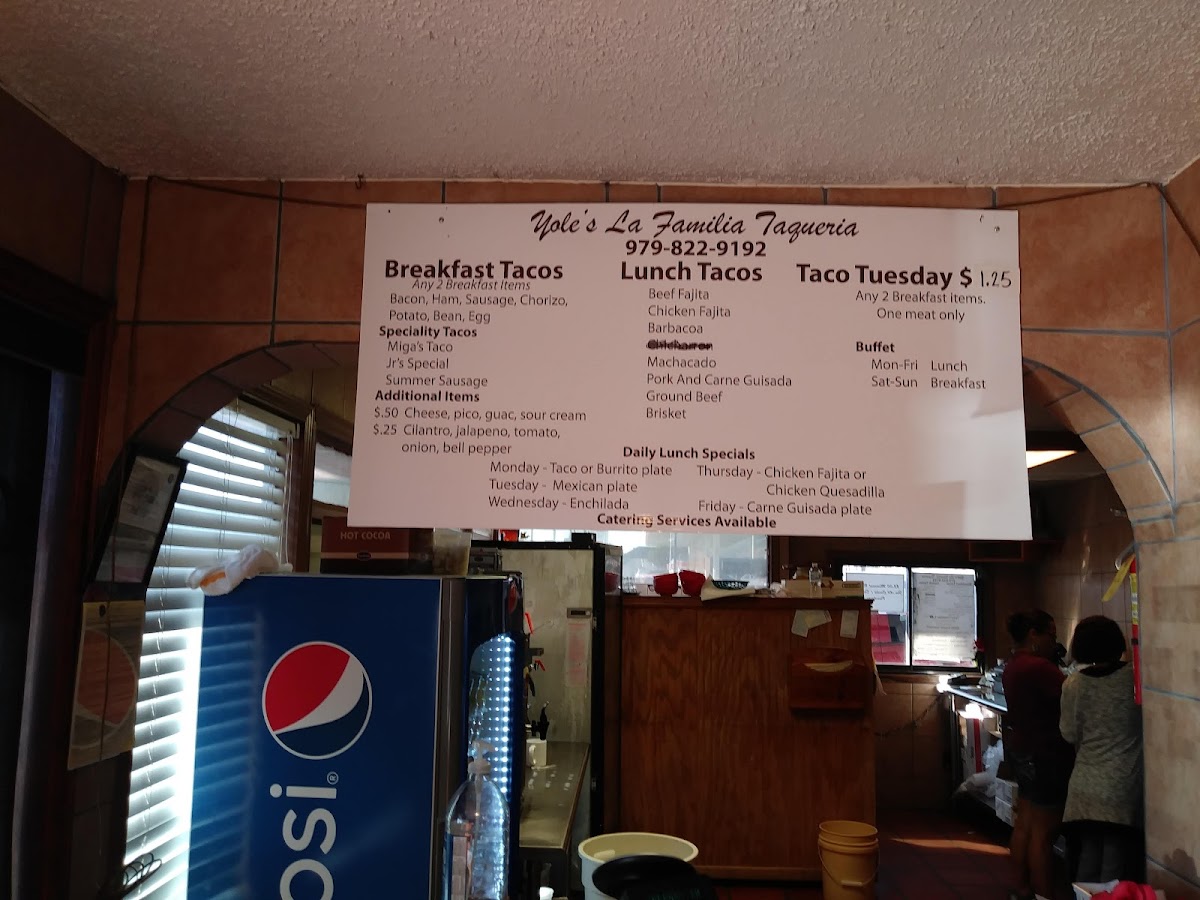 Yole's La Familia Taqueria
979-822-9192
Breakfast Tacos
Any 2 Breakfast Items
Bacon, Ham, Sausage, Chorizo,
Potato, Bean, Egg
Speciality Tacos
Miga's Taco
Jr's Special
Summer Sausage
Additional Items
$.50 Cheese, pico, guac, sour cream
$.25 Cilantro, jalapeno, tomato,
onion, bell pepper
Lunch Tacos
Beef Fajita
Chicken Fajita
Barbacoa
Machacado
Pork And Carne Guisada
Ground Beef
Brisket
Taco Tuesday $ 1.25
Any 2 Breakfast items.
One meat only
Buffet
Mon-Fri Lunch
Sat-Sun Breakfast
Daily Lunch Specials
Monday - Taco or Burrito plate
Tuesday - Mexican plate
Wednesday - Enchilada
Thursday - Chicken Fajita or
Chicken Quesadilla
Friday - Carne Guisada plate
Catering Services Available
HOT COCOA
psi®